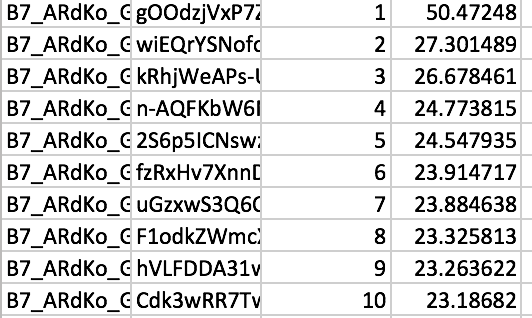 B7_ARdKo_G gOOdzjVxP7Z 1 50.47248
B7_ARdKo_G wiEQrYSNofc 2 27.301489
B7_ARdKo_G kRhjWeAPs-U 3 26.678461
B7_ARdKo_G n-AQFKbW6I 4 24.773815
B7_ARdKo_G 2S6p5ICNswz 5 24.547935
B7_ARdKo_G fzRxHv7XnnD 6 23.914717
B7_ARdKo_G uGzxwS3Q6C 7 23.884638
B7_ARdKo_G F1odkZWmcX 8 23.325813
B7_ARdKo_G hVLFDDA31v 9 23.263622
B7_ARdKo_G Cdk3wRR7Tv 10 23.18682